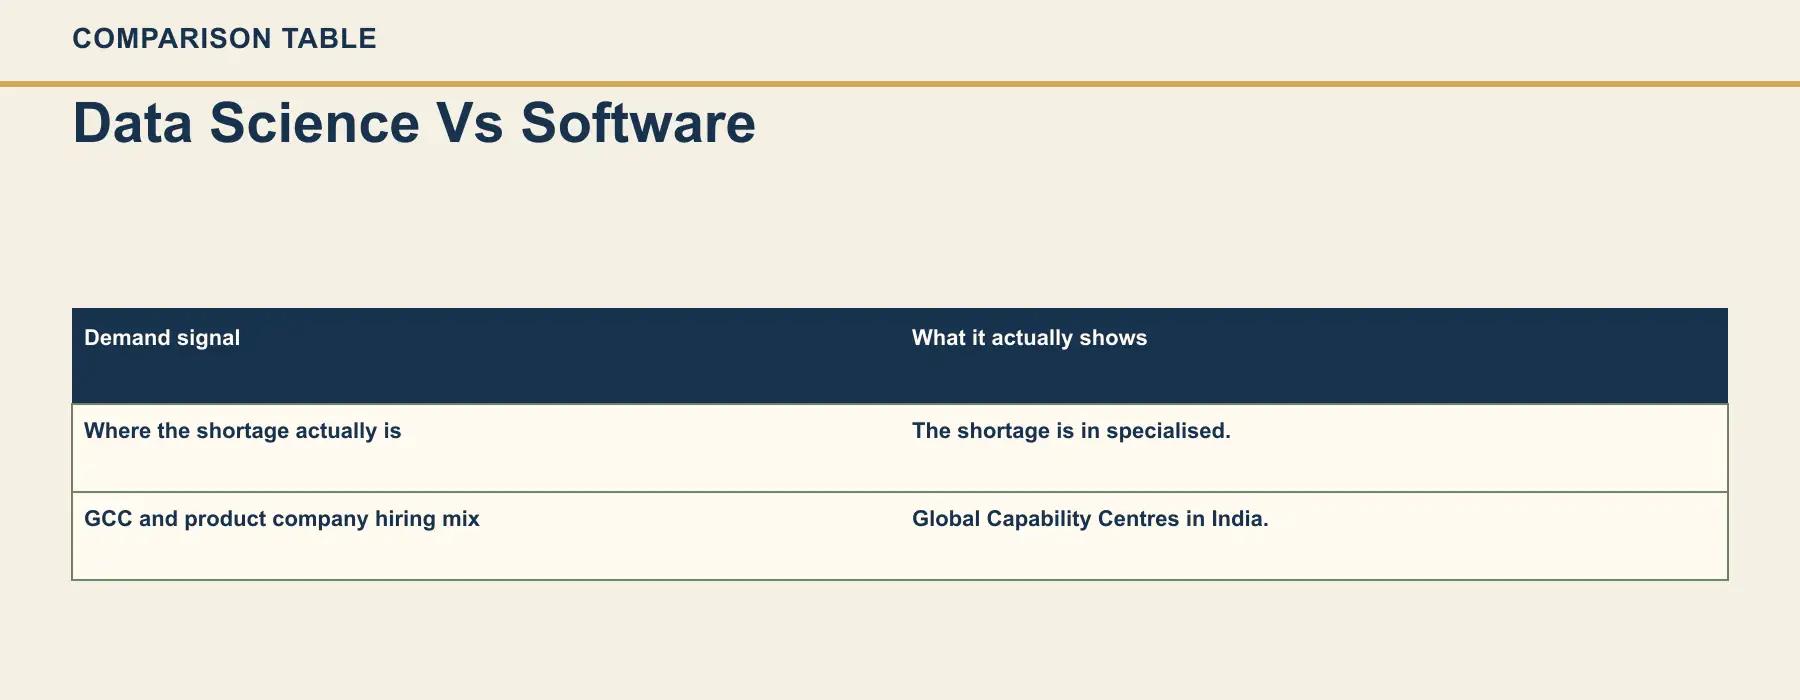 COMPARISON TABLE
Data Science Vs Software
Demand signal
What it actually shows
Where the shortage actually is
The shortage is in specialised.
GCC and product company hiring mix
Global Capability Centres in India.